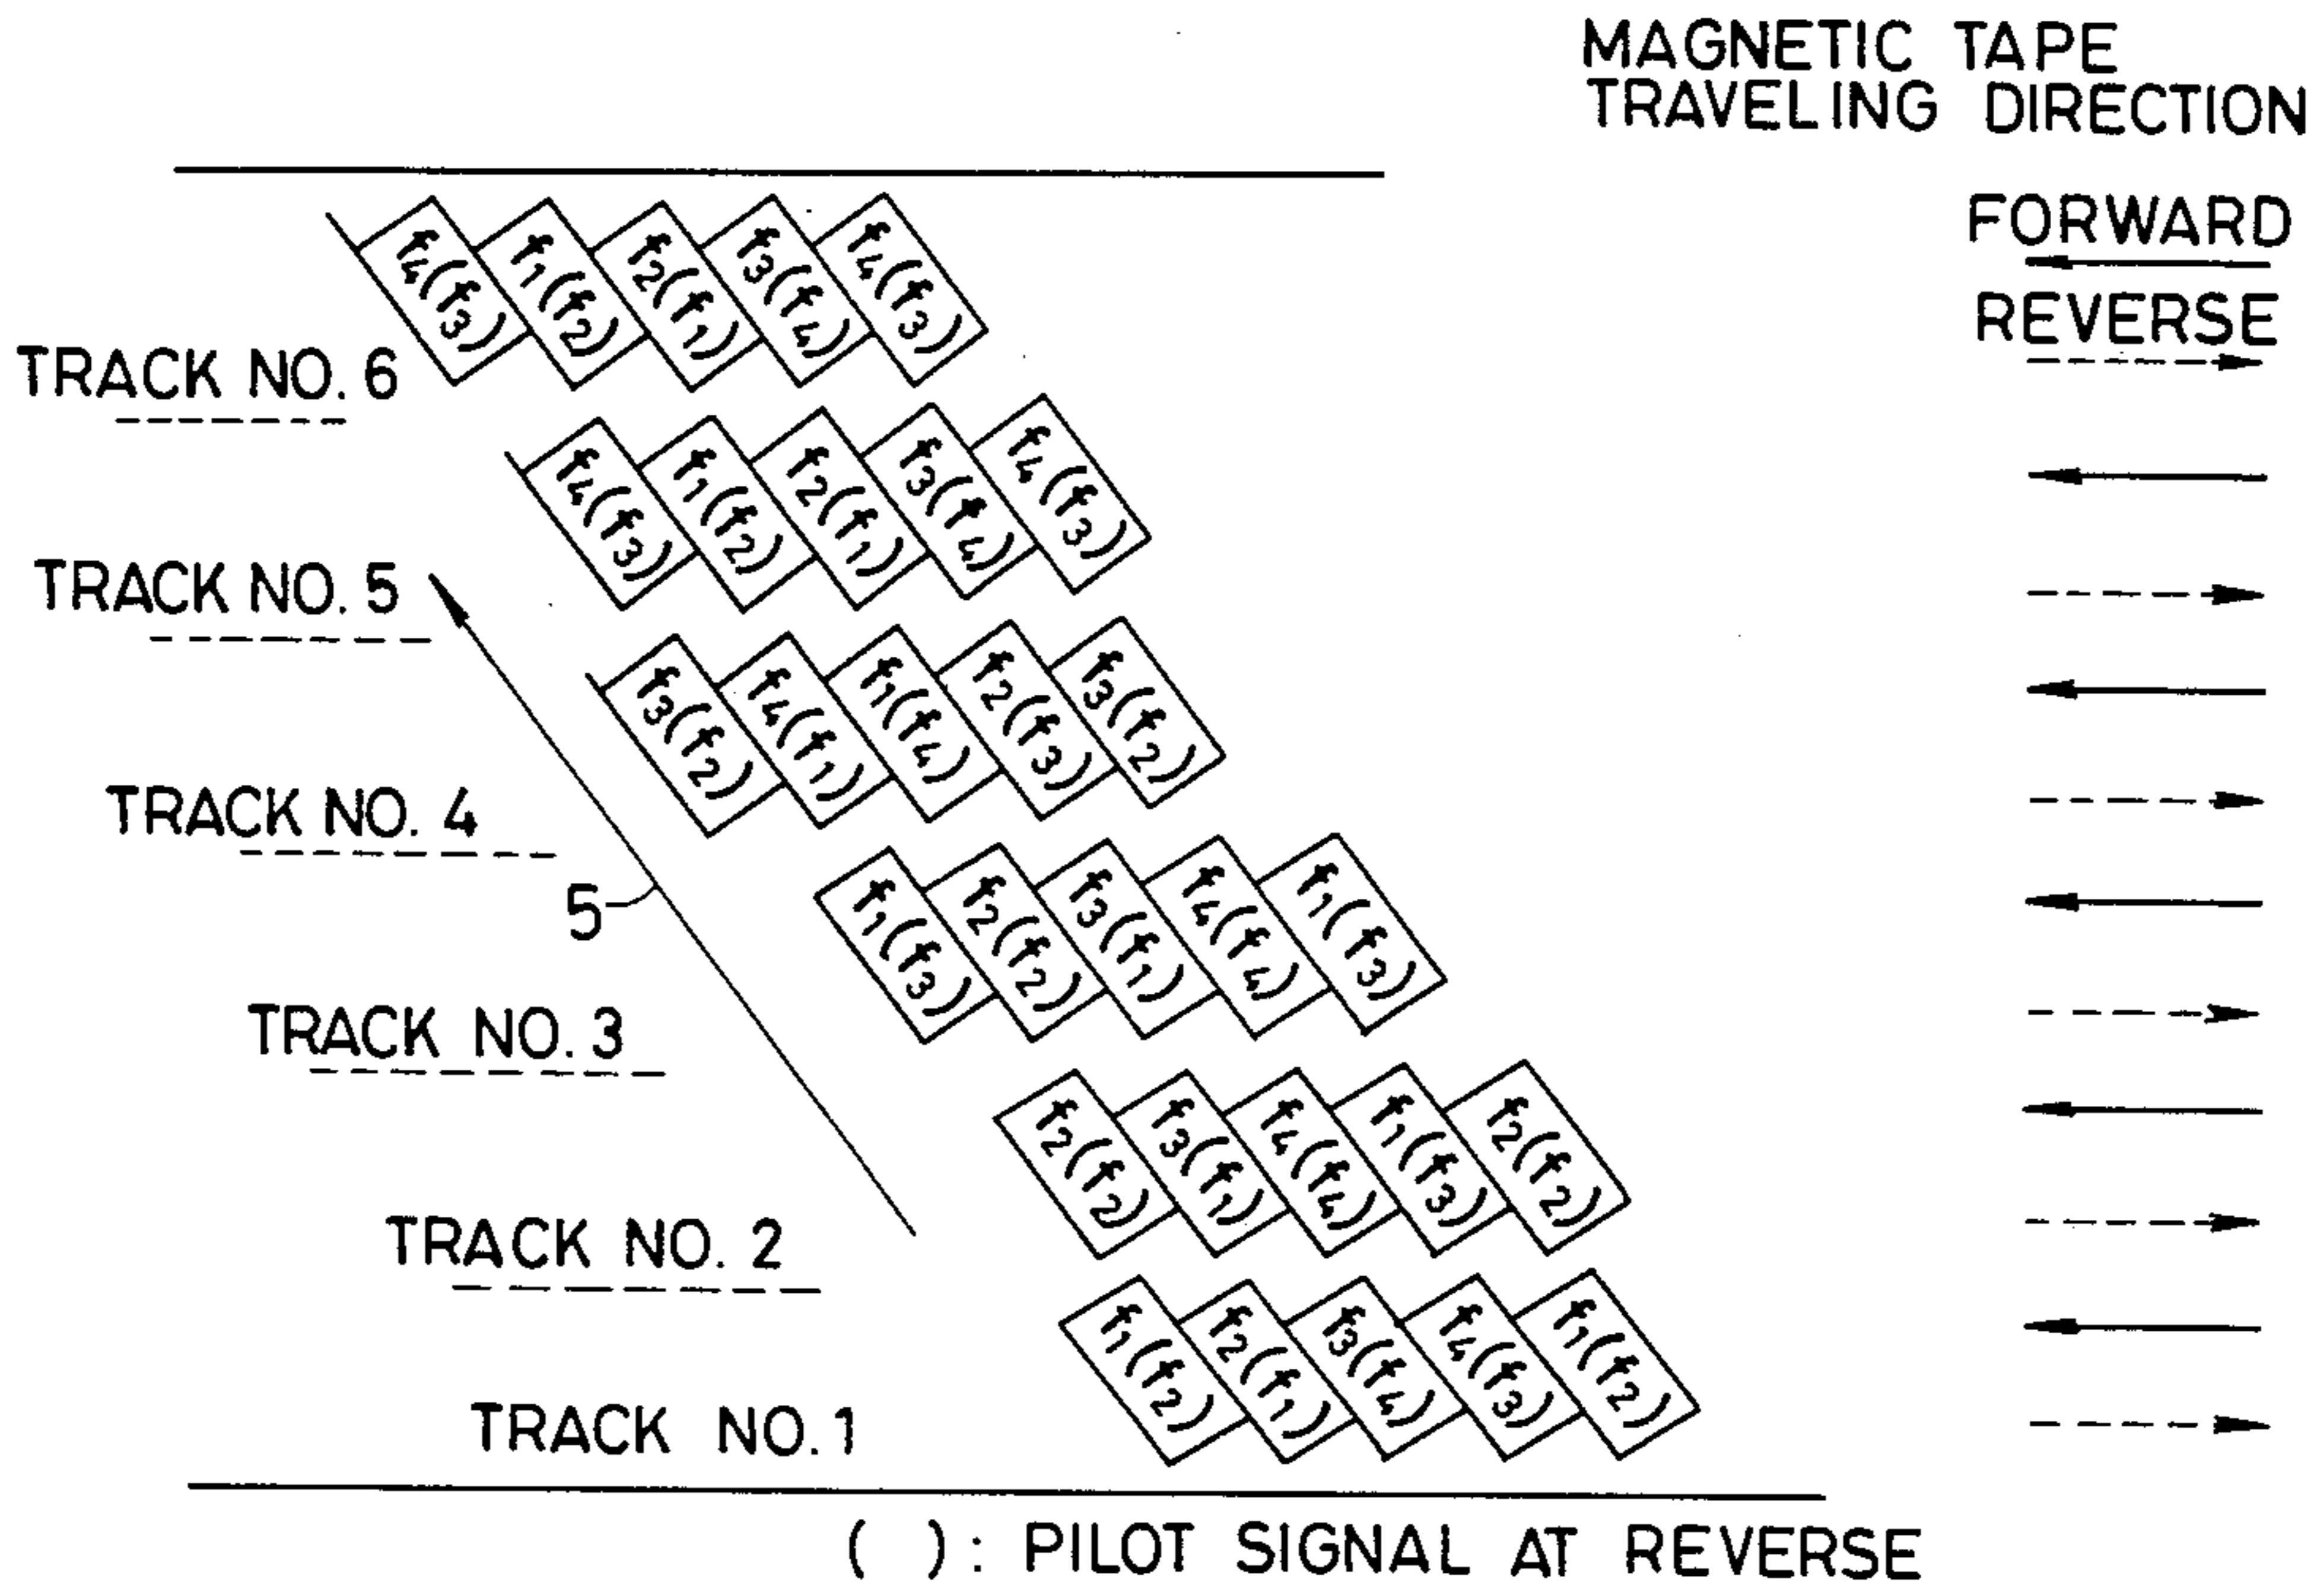 MAGNETIC TAPE
TRAVELING DIRECTION
FORWARD
REVERSE
f4(f3) f1(f2) f2(f1) f3(f4) f4(f3)
TRACK NO. 6
f4(f3) f1(f2) f2(f1) f3(f4) f4(f3)
TRACK NO. 5
f3(f2) f4(f1) f1(f4) f2(f3) f3(f2)
TRACK NO. 4
5
f1(f3) f2(f2) f3(f1) f4(f4) f1(f3)
TRACK NO. 3
f2(f2) f3(f1) f4(f4) f1(f3) f2(f2)
TRACK NO. 2
f1(f2) f2(f1) f3(f4) f4(f3) f1(f2)
TRACK NO. 1
( ): PILOT SIGNAL AT REVERSE